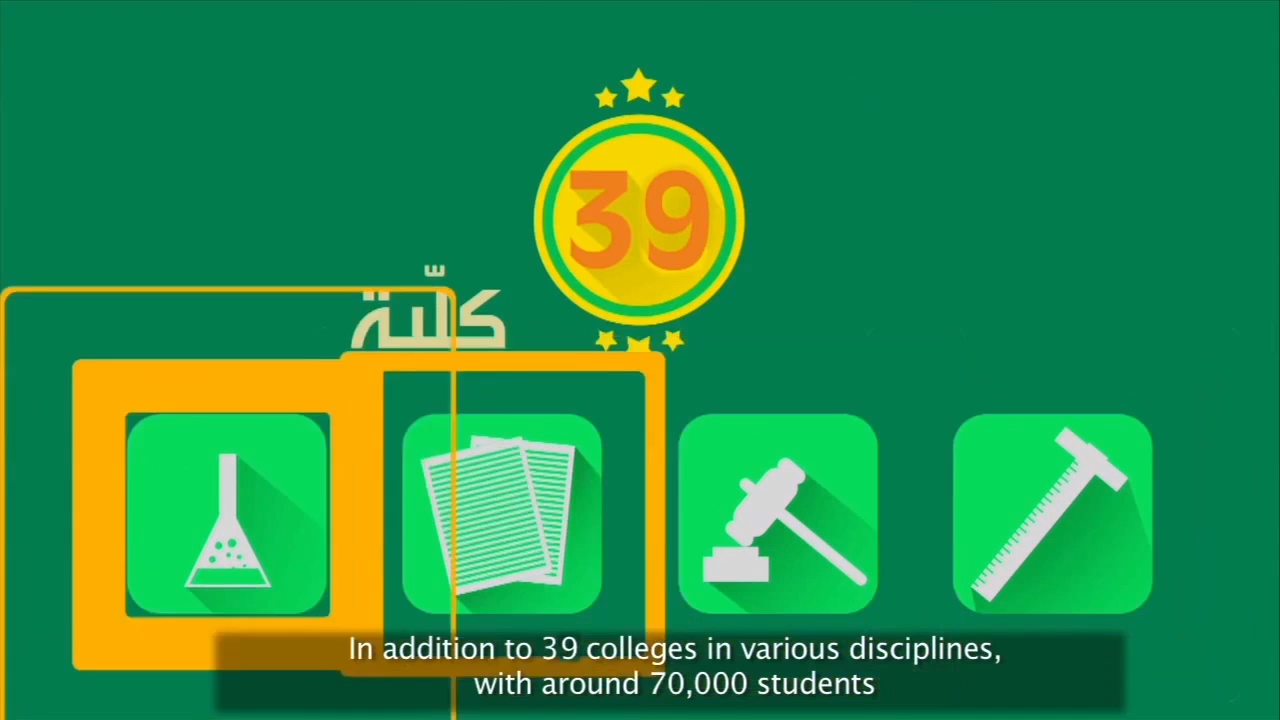 39
كلّية
In addition to 39 colleges in various disciplines,
with around 70,000 students